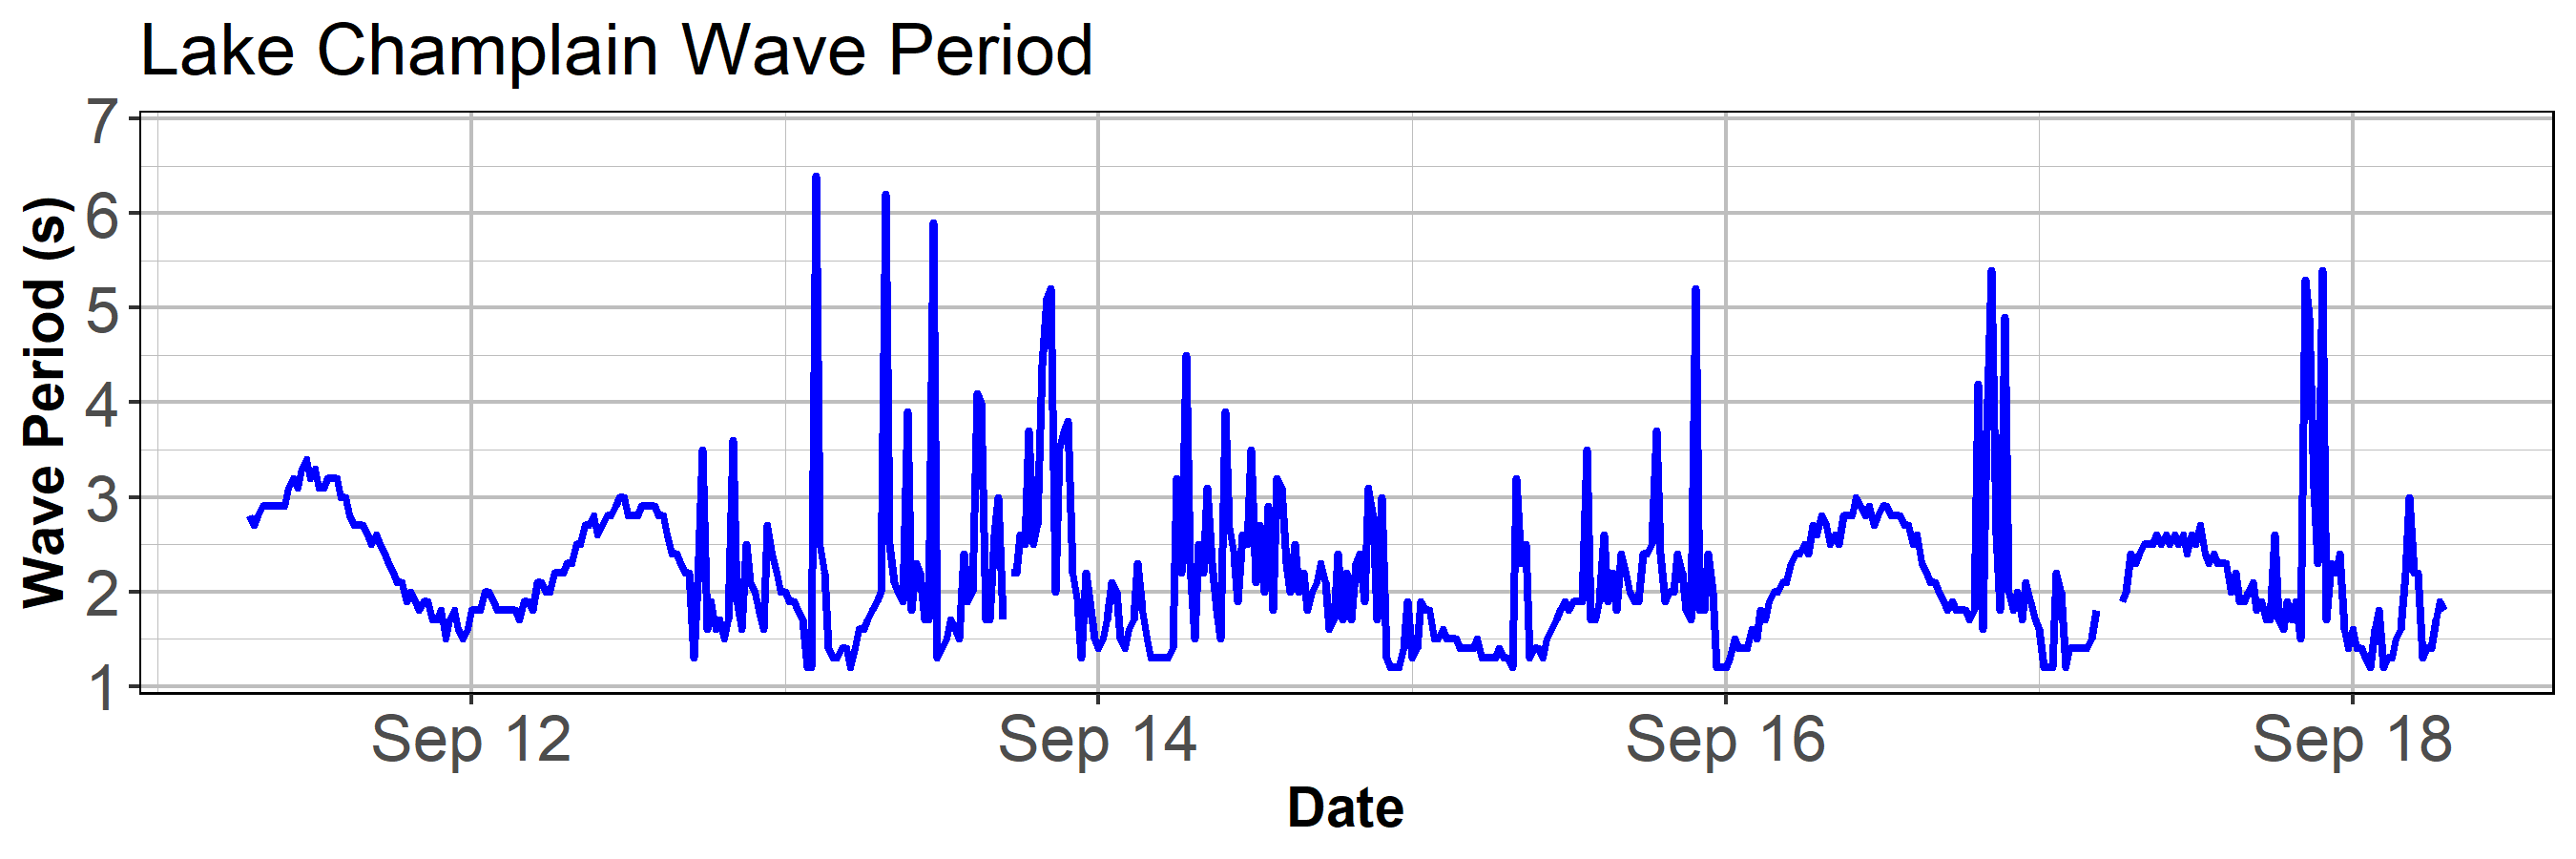 Lake Champlain Wave Period
Wave Period (s)
7
6
5
4
3
2
1
Sep 12
Sep 14
Sep 16
Sep 18
Date